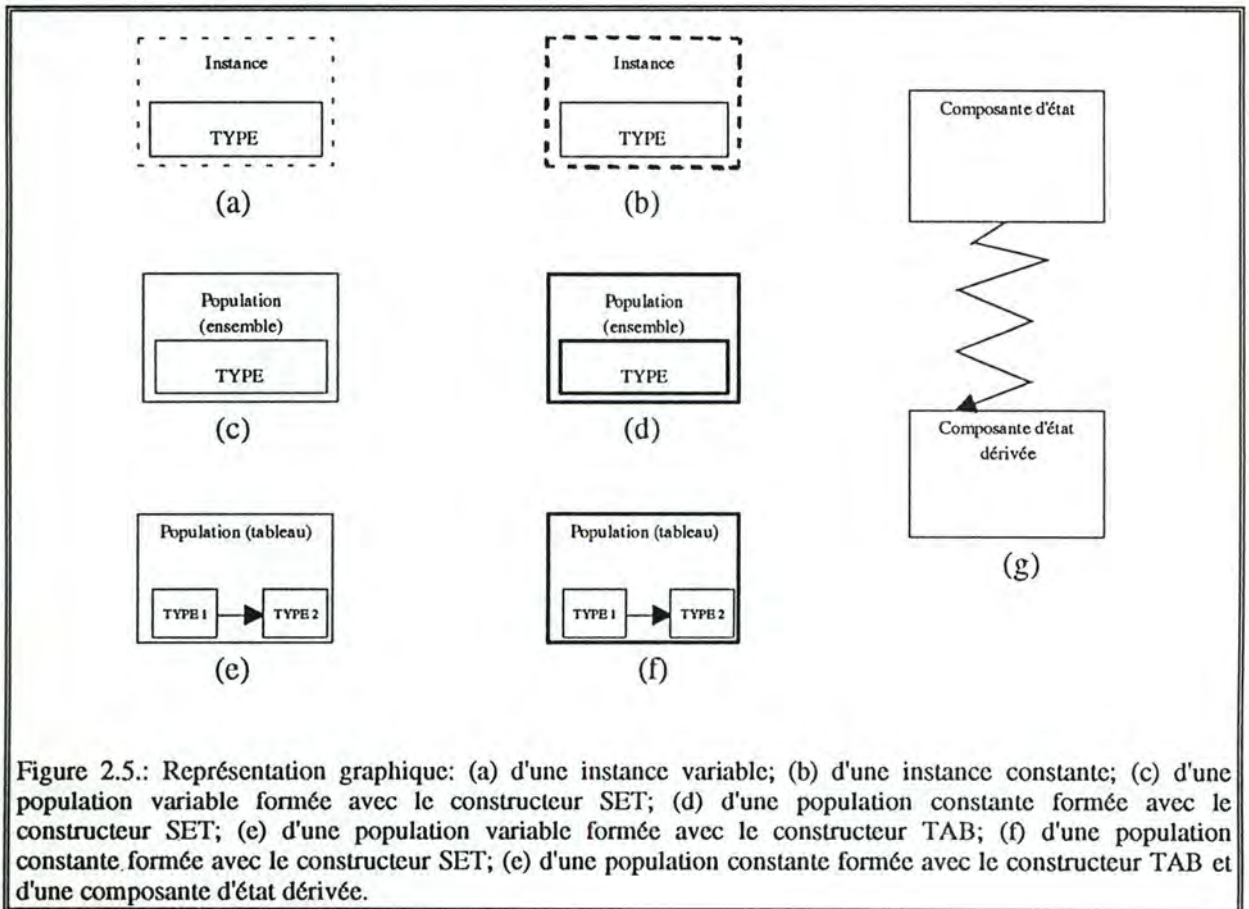 Instance
TYPE
(a)
Instance
TYPE
(b)
Population
(ensemble)
TYPE
(c)
Population
(ensemble)
TYPE
(d)
Population (tableau)
TYPE 1
TYPE 2
(e)
Population (tableau)
TYPE 1
TYPE 2
(f)
Composante d'état
Composante d'état
dérivée
(g)
Figure 2.5.: Représentation graphique: (a) d'une instance variable; (b) d'une instance constante; (c) d'une
population variable formée avec le constructeur SET; (d) d'une population constante formée avec le
constructeur SET; (e) d'une population variable formée avec le constructeur TAB; (f) d'une population
constante formée avec le constructeur SET; (e) d'une population constante formée avec le constructeur TAB et
d'une composante d'état dérivée.